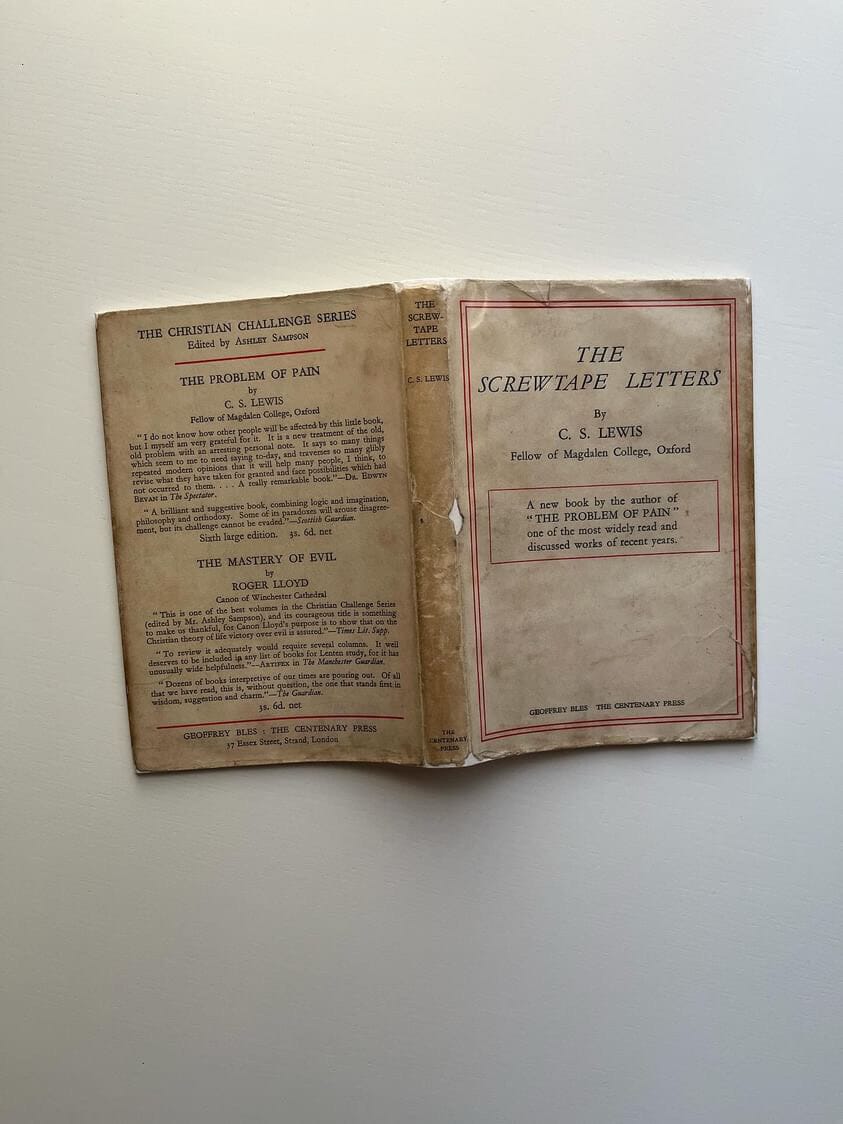 THE CHRISTIAN CHALLENGE SERIES
Edited by ASHLEY SAMPSON
THE PROBLEM OF PAIN
by
C. S. LEWIS
Fellow of Magdalen College, Oxford
“I do not know how other people will be affected by this little book,
but I myself am very grateful for it. It is a new treatment of the old,
old problem with an arresting personal note. It says so many things
which seem to me to need saying to-day, and traverses so many glibly
repeated modern opinions that it will help many people, I think, to
revise what they have taken for granted and face possibilities which had
not occurred to them. . . . A really remarkable book.”—DR. EDWYN
BEVAN in The Spectator.
“A brilliant and suggestive book, combining logic and imagination,
philosophy and orthodoxy. Some of its paradoxes will arouse disagree-
ment, but its challenge cannot be evaded.”—Scottish Guardian.
Sixth large edition. 3s. 6d. net
THE MASTERY OF EVIL
by
ROGER LLOYD
Canon of Winchester Cathedral
“This is one of the best volumes in the Christian Challenge Series
(edited by Mr. Ashley Sampson), and its courageous title is something
to make us thankful, for Canon Lloyd's purpose is to show that on the
Christian theory of life victory over evil is assured.”—Times Lit. Supp.
“To review it adequately would require several columns. It well
deserves to be included in any list of books for Lenten study, for it has
unusually wide helpfulness.”—ARTIFEX in The Manchester Guardian.
“Dozens of books interpretive of our times are pouring out. Of all
that we have read, this is, without question, the one that stands first in
wisdom, suggestion and charm.”—The Guardian.
3s. 6d. net
GEOFFREY BLES : THE CENTENARY PRESS
37 Essex Street, Strand, London
THE
SCREW-
TAPE
LETTERS
C. S. LEWIS
THE
CENTENARY
PRESS
THE
SCREWTAPE LETTERS
By
C. S. LEWIS
Fellow of Magdalen College, Oxford
A new book by the author of
“THE PROBLEM OF PAIN”
one of the most widely read and
discussed works of recent years.
GEOFFREY BLES THE CENTENARY PRESS